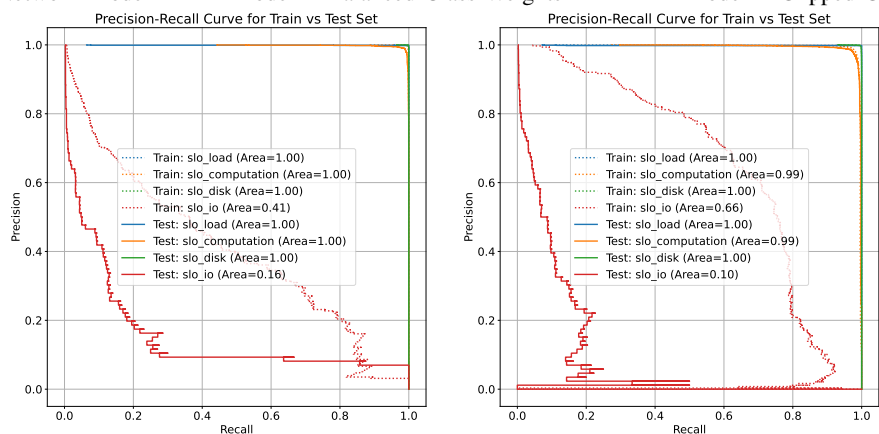 Precision-Recall Curve for Train vs Test Set
1.0
0.8
0.6
0.4
0.2
0.0
Precision
Train: slo_load (Area=1.00)
Train: slo_computation (Area=1.00)
Train: slo_disk (Area=1.00)
Train: slo_io (Area=0.41)
Test: slo_load (Area=1.00)
Test: slo_computation (Area=1.00)
Test: slo_disk (Area=1.00)
Test: slo_io (Area=0.16)
0.0 0.2 0.4 0.6 0.8 1.0
Recall
Precision-Recall Curve for Train vs Test Set
1.0
0.8
0.6
0.4
0.2
0.0
Precision
Train: slo_load (Area=1.00)
Train: slo_computation (Area=0.99)
Train: slo_disk (Area=1.00)
Train: slo_io (Area=0.66)
Test: slo_load (Area=1.00)
Test: slo_computation (Area=0.99)
Test: slo_disk (Area=1.00)
Test: slo_io (Area=0.10)
0.0 0.2 0.4 0.6 0.8 1.0
Recall